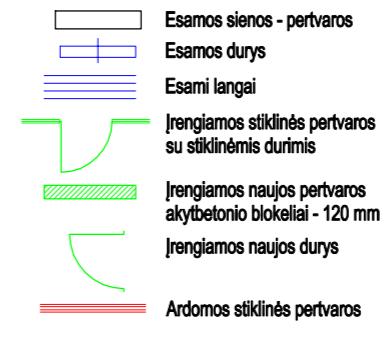 Esamos sienos - pertvaros
Esamos durys
Esami langai
Įrengiamos stiklinės pertvaros
su stiklinėmis durimis
Įrengiamos naujos pertvaros
akytbetonio blokeliai - 120 mm
Įrengiamos naujos durys
Ardomos stiklinės pertvaros